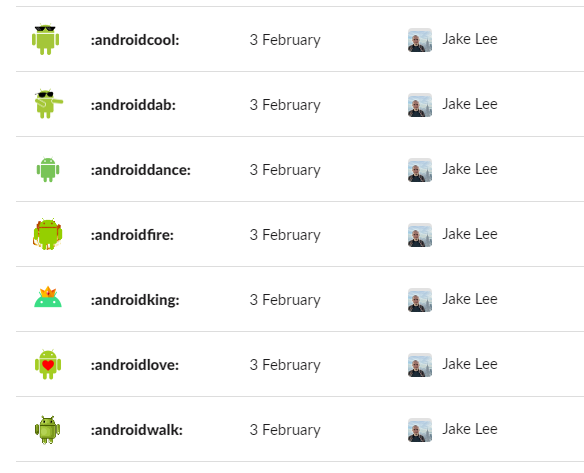 :androidcool: 3 February Jake Lee
:androiddab: 3 February Jake Lee
:androiddance: 3 February Jake Lee
:androidfire: 3 February Jake Lee
:androidking: 3 February Jake Lee
:androidlove: 3 February Jake Lee
:androidwalk: 3 February Jake Lee